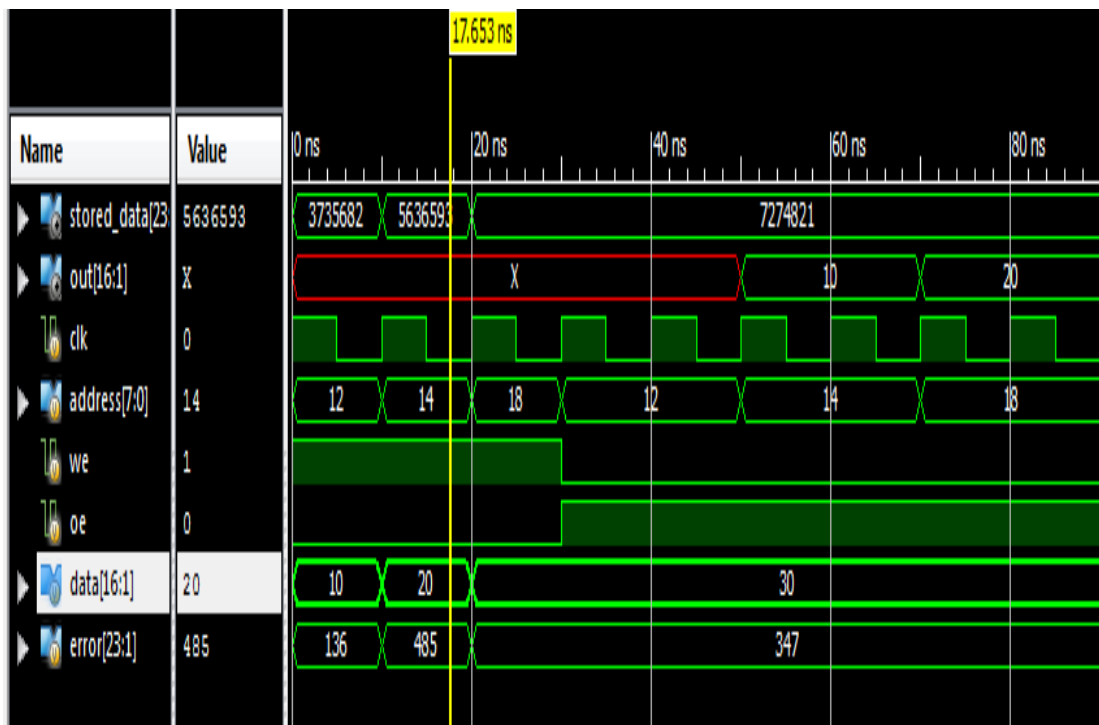 17.653 ns
Name Value 0 ns 20 ns 40 ns 60 ns 80 ns
stored_data[23: 5636593 3735682 5636593 7274821
out[16:1] X X 10 20
clk 0
address[7:0] 14 12 14 18 12 14 18
we 1
oe 0
data[16:1] 20 10 20 30
error[23:1] 485 136 485 347